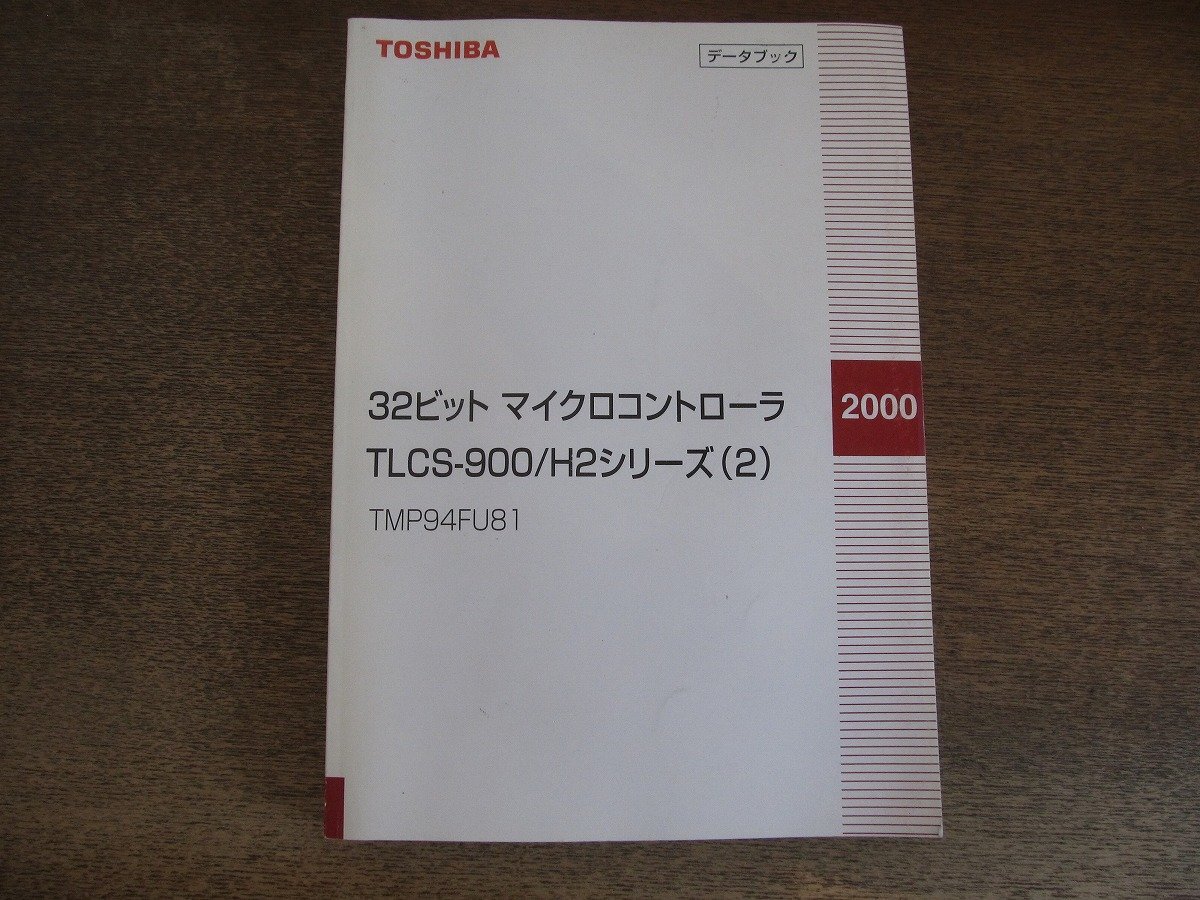 TOSHIBA
データブック
32ビット マイクロコントローラ
2000
TLCS-900/H2シリーズ(2)
TMP94FU81